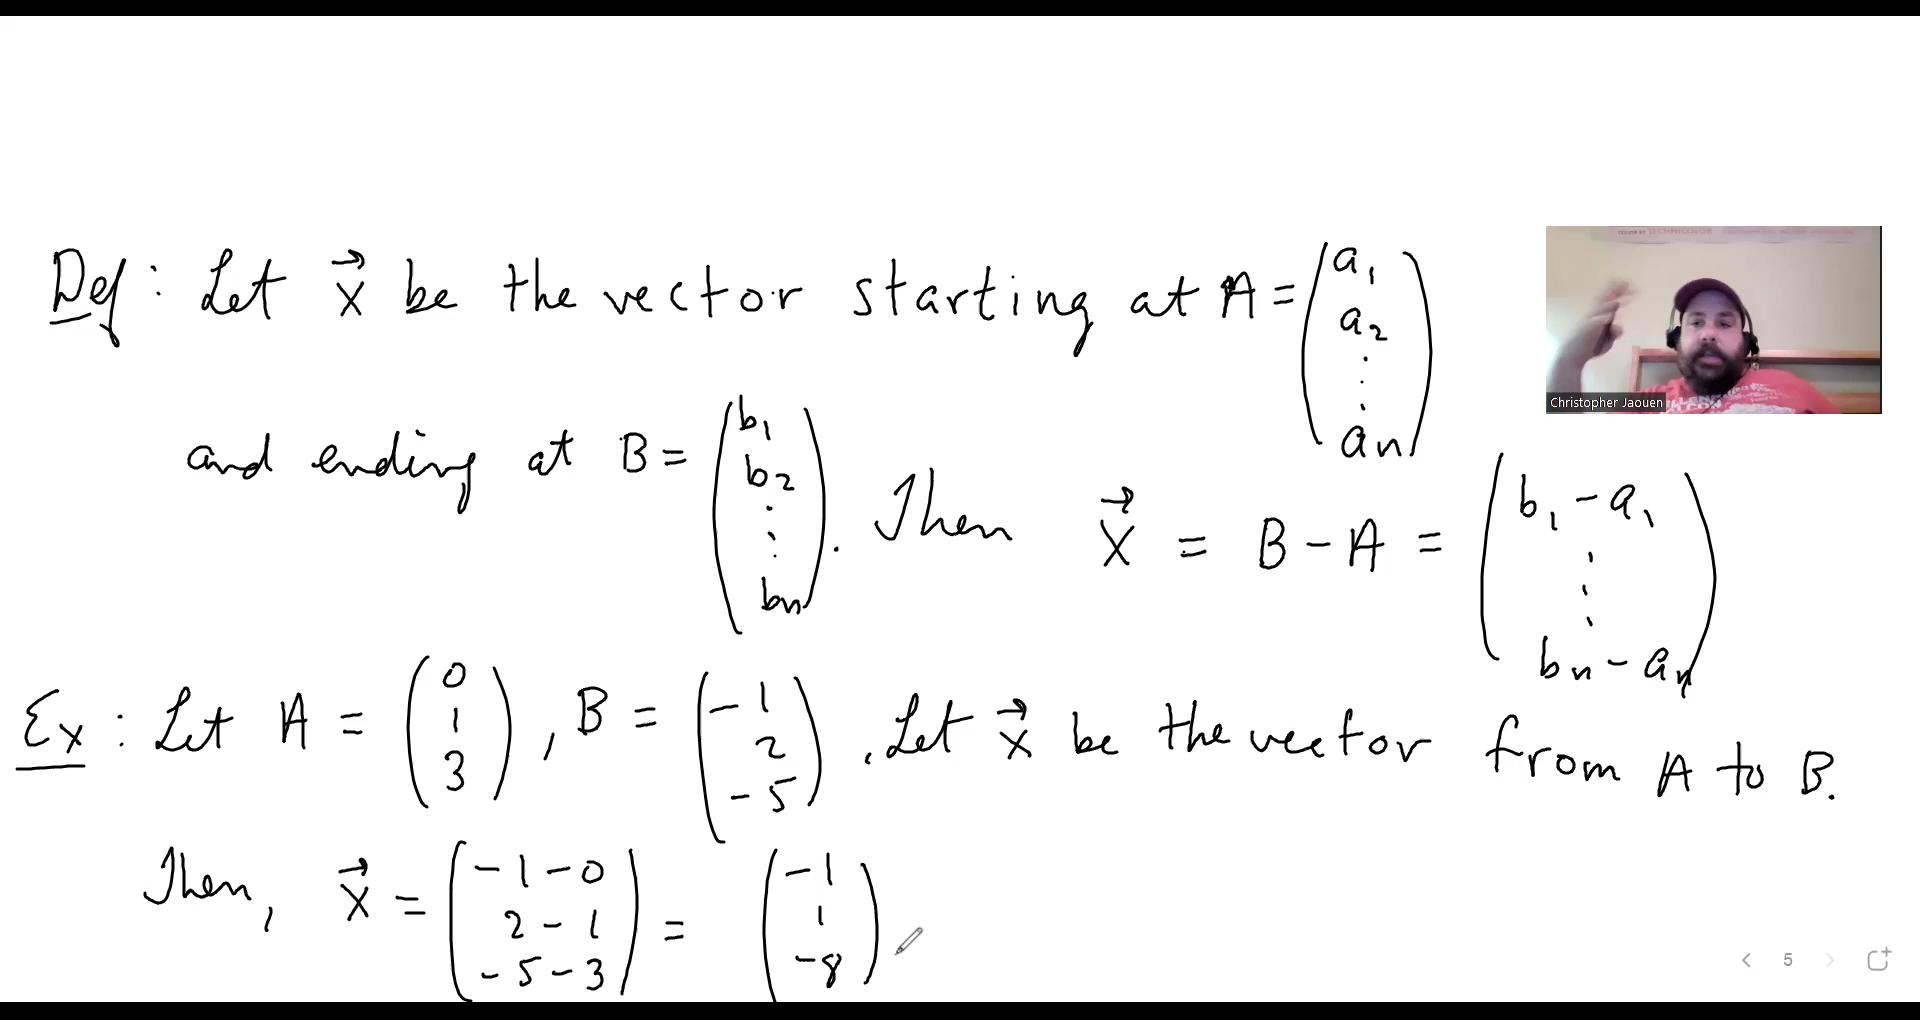 Def: Let x⃗ be the vector starting at A = (a₁ a₂ ⋮ aₙ)
and ending at B = (b₁ b₂ ⋮ bₙ). Then x⃗ = B - A = (b₁ - a₁ ⋮ bₙ - aₙ)
Ex: Let A = (0 1 3), B = (-1 2 -5). Let x⃗ be the vector from A to B.
Then, x⃗ = (-1-0 2-1 -5-3) = (-1 1 -8)
Christopher Jaouen
5